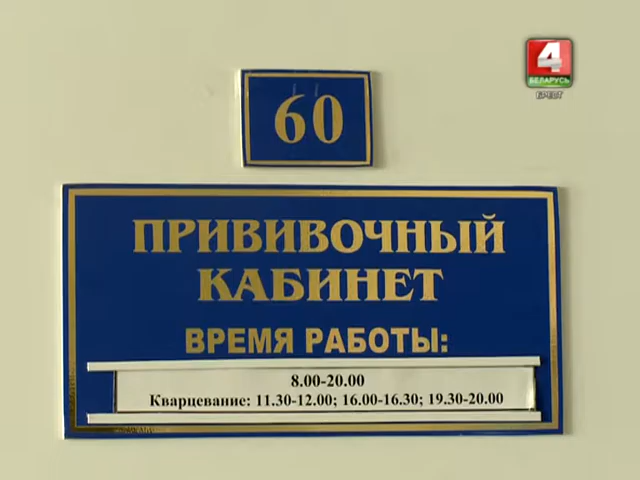 4
БЕЛАРУСЬ
БРЕСТ
60
ПРИВИВОЧНЫЙ
КАБИНЕТ
ВРЕМЯ РАБОТЫ:
8.00-20.00
Кварцевание: 11.30-12.00; 16.00-16.30; 19.30-20.00